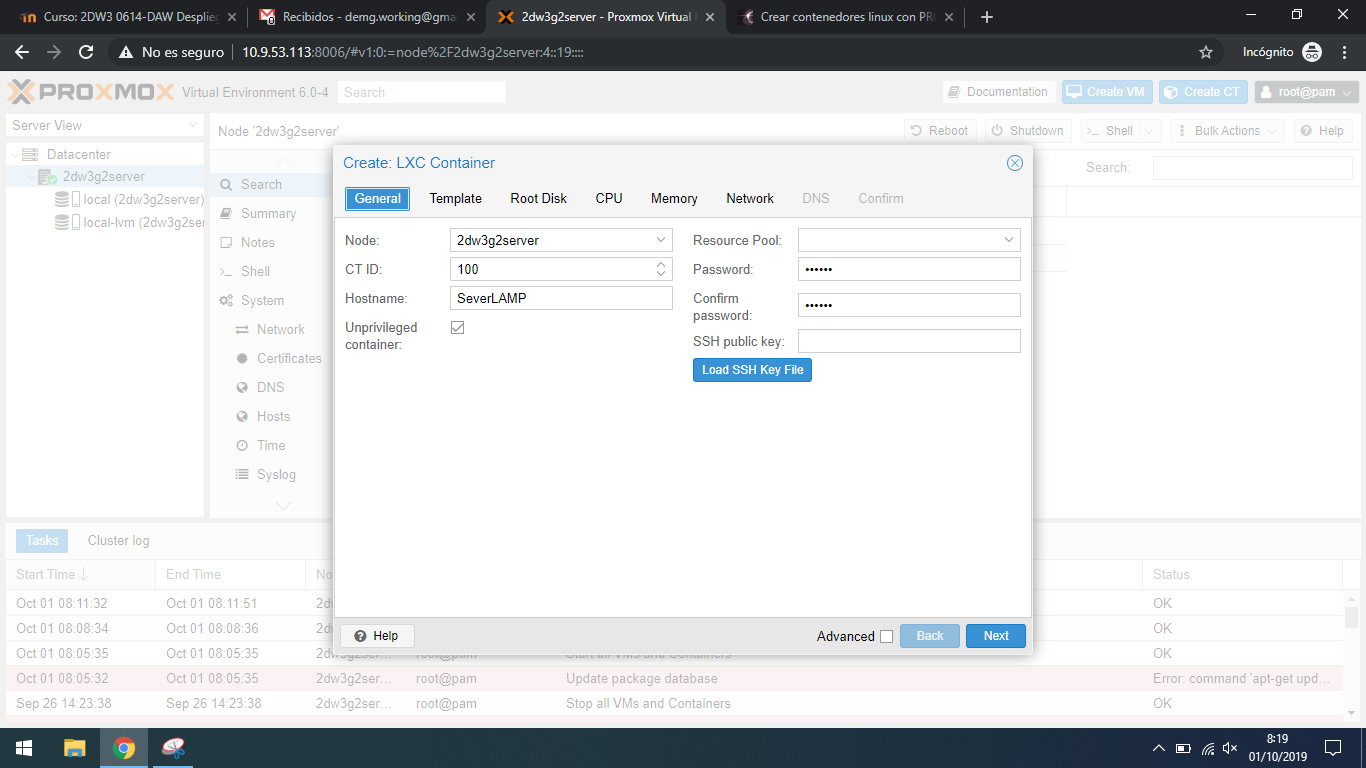 Curso: 2DW3 0614-DAW Desplieg
Recibidos - demg.working@gma
2dw3g2server - Proxmox Virtual
Crear contenedores linux con PRO
No es seguro
10.9.53.113:8006/#v1:0:=node%2F2dw3g2server:4::19::::
Incógnito
PROXMOX Virtual Environment 6.0-4 Search
Documentation Create VM Create CT root@pam
Server View
Node '2dw3g2server'
Reboot Shutdown Shell Bulk Actions Help
Datacenter
2dw3g2server
local (2dw3g2server)
local-lvm (2dw3g2ser
Search
Summary
Notes
Shell
System
Network
Certificates
DNS
Hosts
Time
Syslog
Search:
Create: LXC Container
General Template Root Disk CPU Memory Network DNS Confirm
Node: 2dw3g2server
CT ID: 100
Hostname: SeverLAMP
Unprivileged
container:
Resource Pool:
Password: ••••••
Confirm
password: ••••••
SSH public key:
Load SSH Key File
Help Advanced Back Next
Tasks Cluster log
Start Time End Time No Status
Oct 01 08:11:32 Oct 01 08:11:51 OK
Oct 01 08:08:34 Oct 01 08:08:36 OK
Oct 01 08:05:35 Oct 01 08:05:35 2dw3g2ser... root@pam Start all VMs and Containers OK
Oct 01 08:05:32 Oct 01 08:05:35 2dw3g2ser... root@pam Update package database Error: command 'apt-get upd...
Sep 26 14:23:38 Sep 26 14:23:38 2dw3g2ser... root@pam Stop all VMs and Containers OK
8:19
01/10/2019